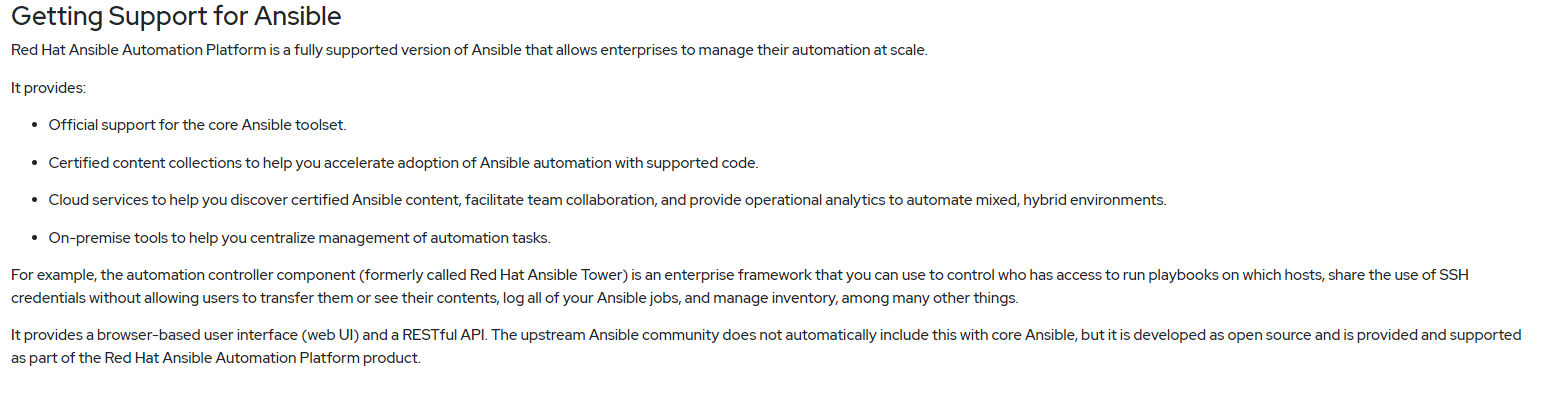 Getting Support for Ansible
Red Hat Ansible Automation Platform is a fully supported version of Ansible that allows enterprises to manage their automation at scale.
It provides:
• Official support for the core Ansible toolset.
• Certified content collections to help you accelerate adoption of Ansible automation with supported code.
• Cloud services to help you discover certified Ansible content, facilitate team collaboration, and provide operational analytics to automate mixed, hybrid environments.
• On-premise tools to help you centralize management of automation tasks.
For example, the automation controller component (formerly called Red Hat Ansible Tower) is an enterprise framework that you can use to control who has access to run playbooks on which hosts, share the use of SSH
credentials without allowing users to transfer them or see their contents, log all of your Ansible jobs, and manage inventory, among many other things.
It provides a browser-based user interface (web UI) and a RESTful API. The upstream Ansible community does not automatically include this with core Ansible, but it is developed as open source and is provided and supported
as part of the Red Hat Ansible Automation Platform product.